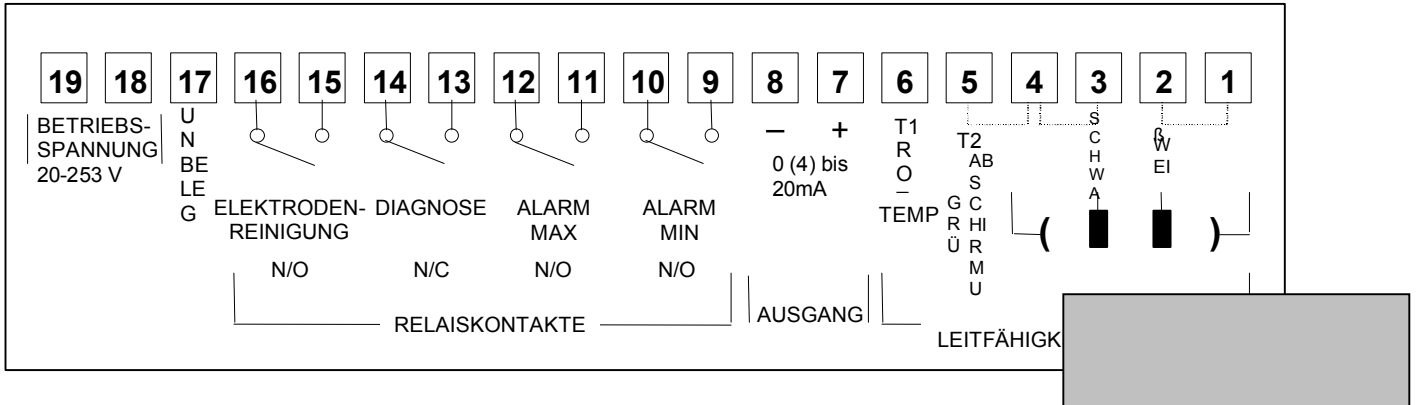 19 18 17 16 15 14 13 12 11 10 9 8 7 6 5 4 3 2 1
BETRIEBS-
SPANNUNG
20-253 V
U
N
BE
LE
G
ELEKTRODEN-
REINIGUNG
N/O
DIAGNOSE
N/C
ALARM
MAX
N/O
ALARM
MIN
N/O
RELAISKONTAKTE
– +
0 (4) bis
20mA
AUSGANG
T1
R
O
–
TEMP
T2
G
R
Ü
AB
S
C
HI
R
M
U
S
C
H
W
A
ß
W
EI
( )
LEITFÄHIGK